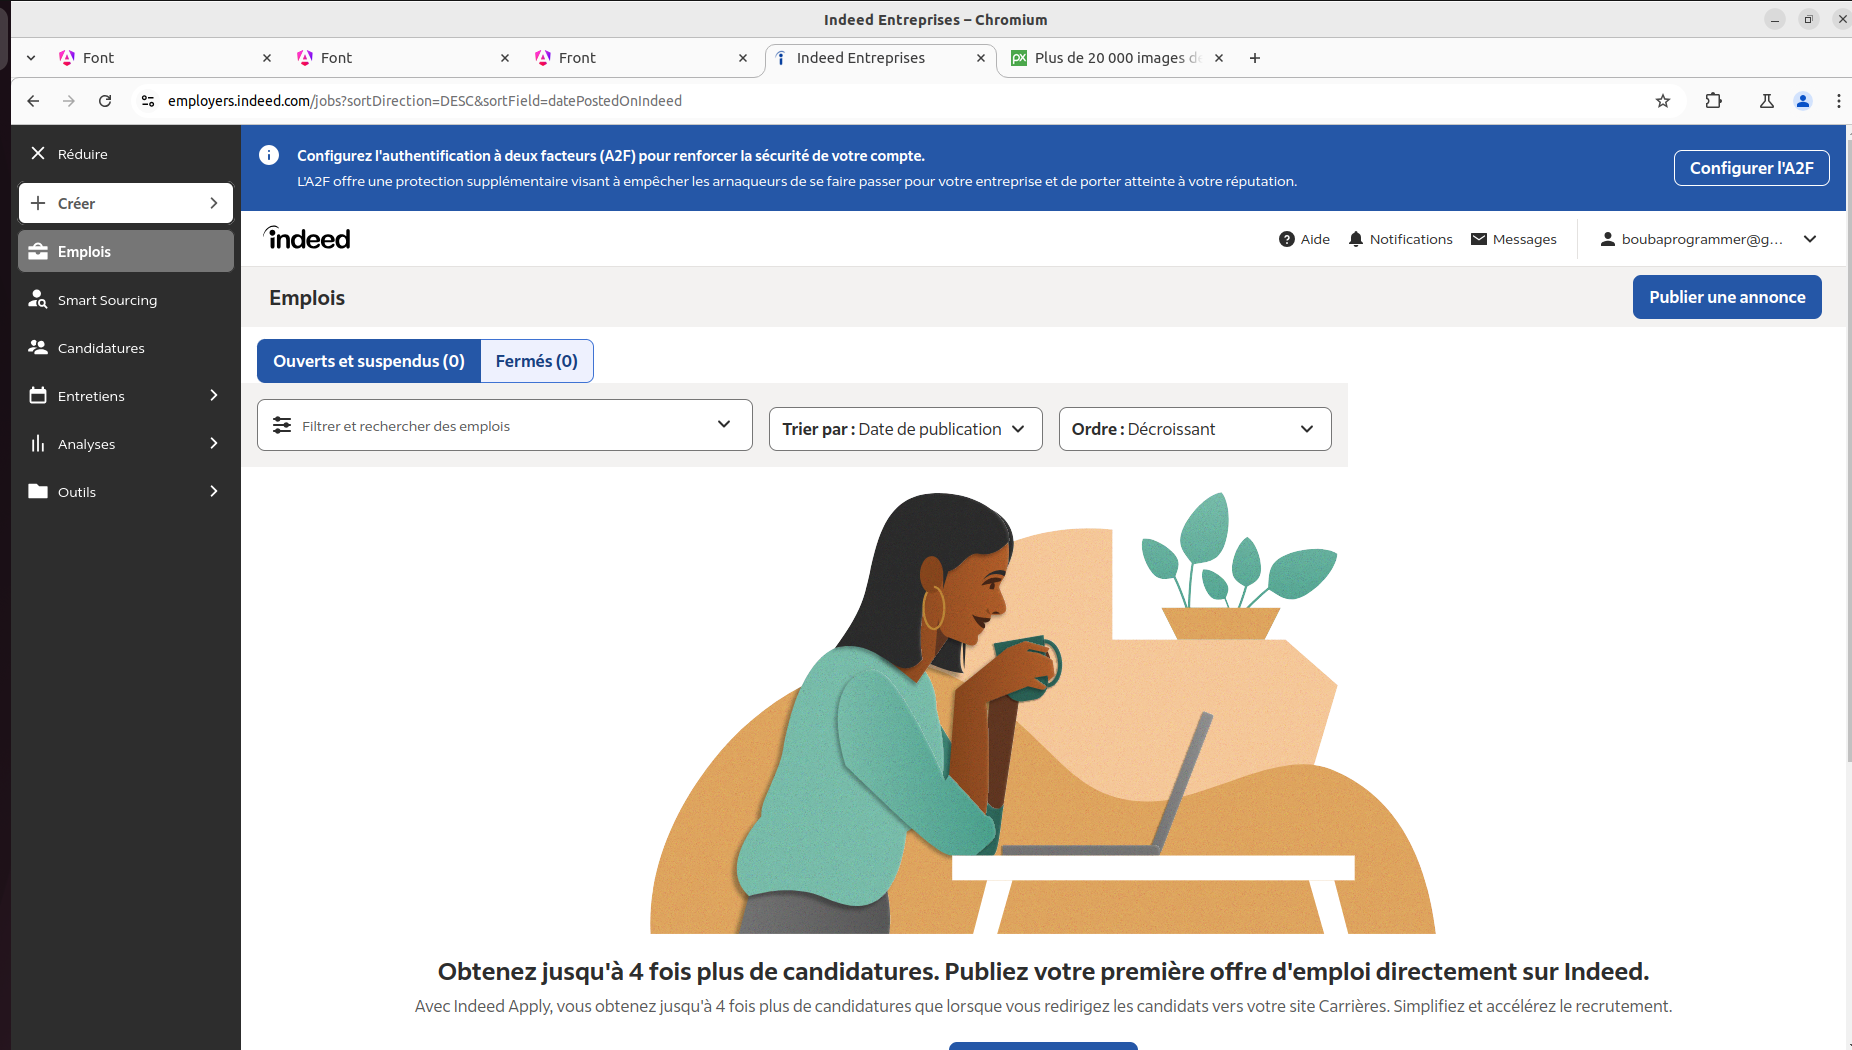 Indeed Entreprises – Chromium
Font
Font
Front
Indeed Entreprises
Plus de 20 000 images de
employers.indeed.com/jobs?sortDirection=DESC&sortField=datePostedOnIndeed
Réduire
Créer
Emplois
Smart Sourcing
Candidatures
Entretiens
Analyses
Outils
Configurez l'authentification à deux facteurs (A2F) pour renforcer la sécurité de votre compte.
L'A2F offre une protection supplémentaire visant à empêcher les arnaqueurs de se faire passer pour votre entreprise et de porter atteinte à votre réputation.
Configurer l'A2F
indeed
Aide
Notifications
Messages
boubaprogrammer@g...
Emplois
Publier une annonce
Ouverts et suspendus (0)
Fermés (0)
Filtrer et rechercher des emplois
Trier par : Date de publication
Ordre : Décroissant
Obtenez jusqu'à 4 fois plus de candidatures. Publiez votre première offre d'emploi directement sur Indeed.
Avec Indeed Apply, vous obtenez jusqu'à 4 fois plus de candidatures que lorsque vous redirigez les candidats vers votre site Carrières. Simplifiez et accélérez le recrutement.